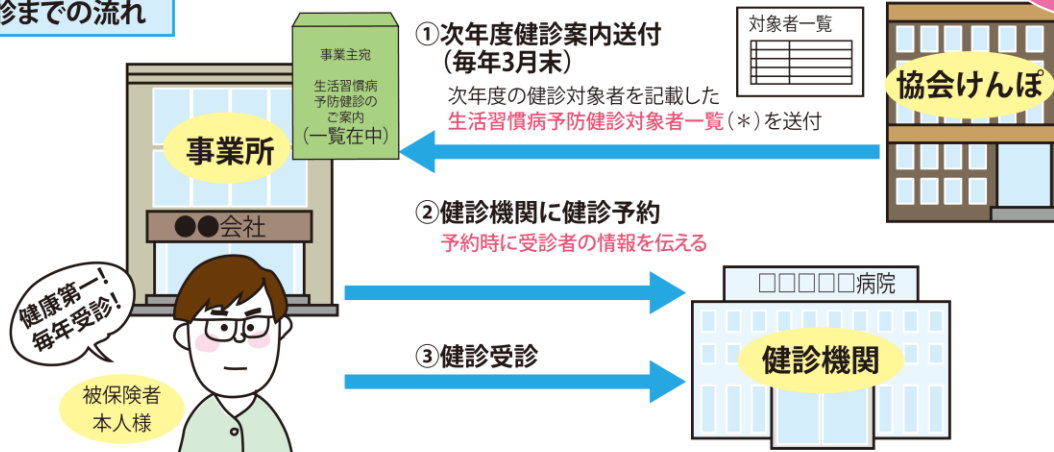 診までの流れ
事業主宛
生活習慣病
予防健診の
ご案内
(一覧在中)
①次年度健診案内送付
(毎年3月末)
次年度の健診対象者を記載した
生活習慣病予防健診対象者一覧(*)を送付
対象者一覧
協会けんぽ
事業所
●●会社
②健診機関に健診予約
予約時に受診者の情報を伝える
□□□□□病院
健診機関
③健診受診
健康第一!
毎年受診!
被保険者
本人様